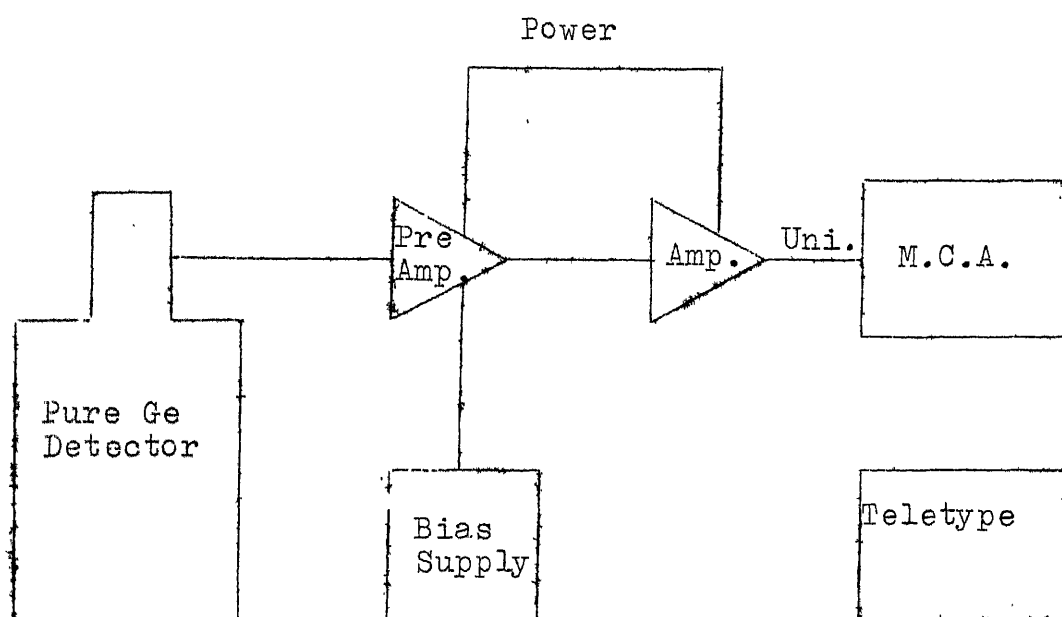 Power
Pre
Amp.
Amp.
Uni.
M.C.A.
Pure Ge
Detector
Bias
Supply
Teletype